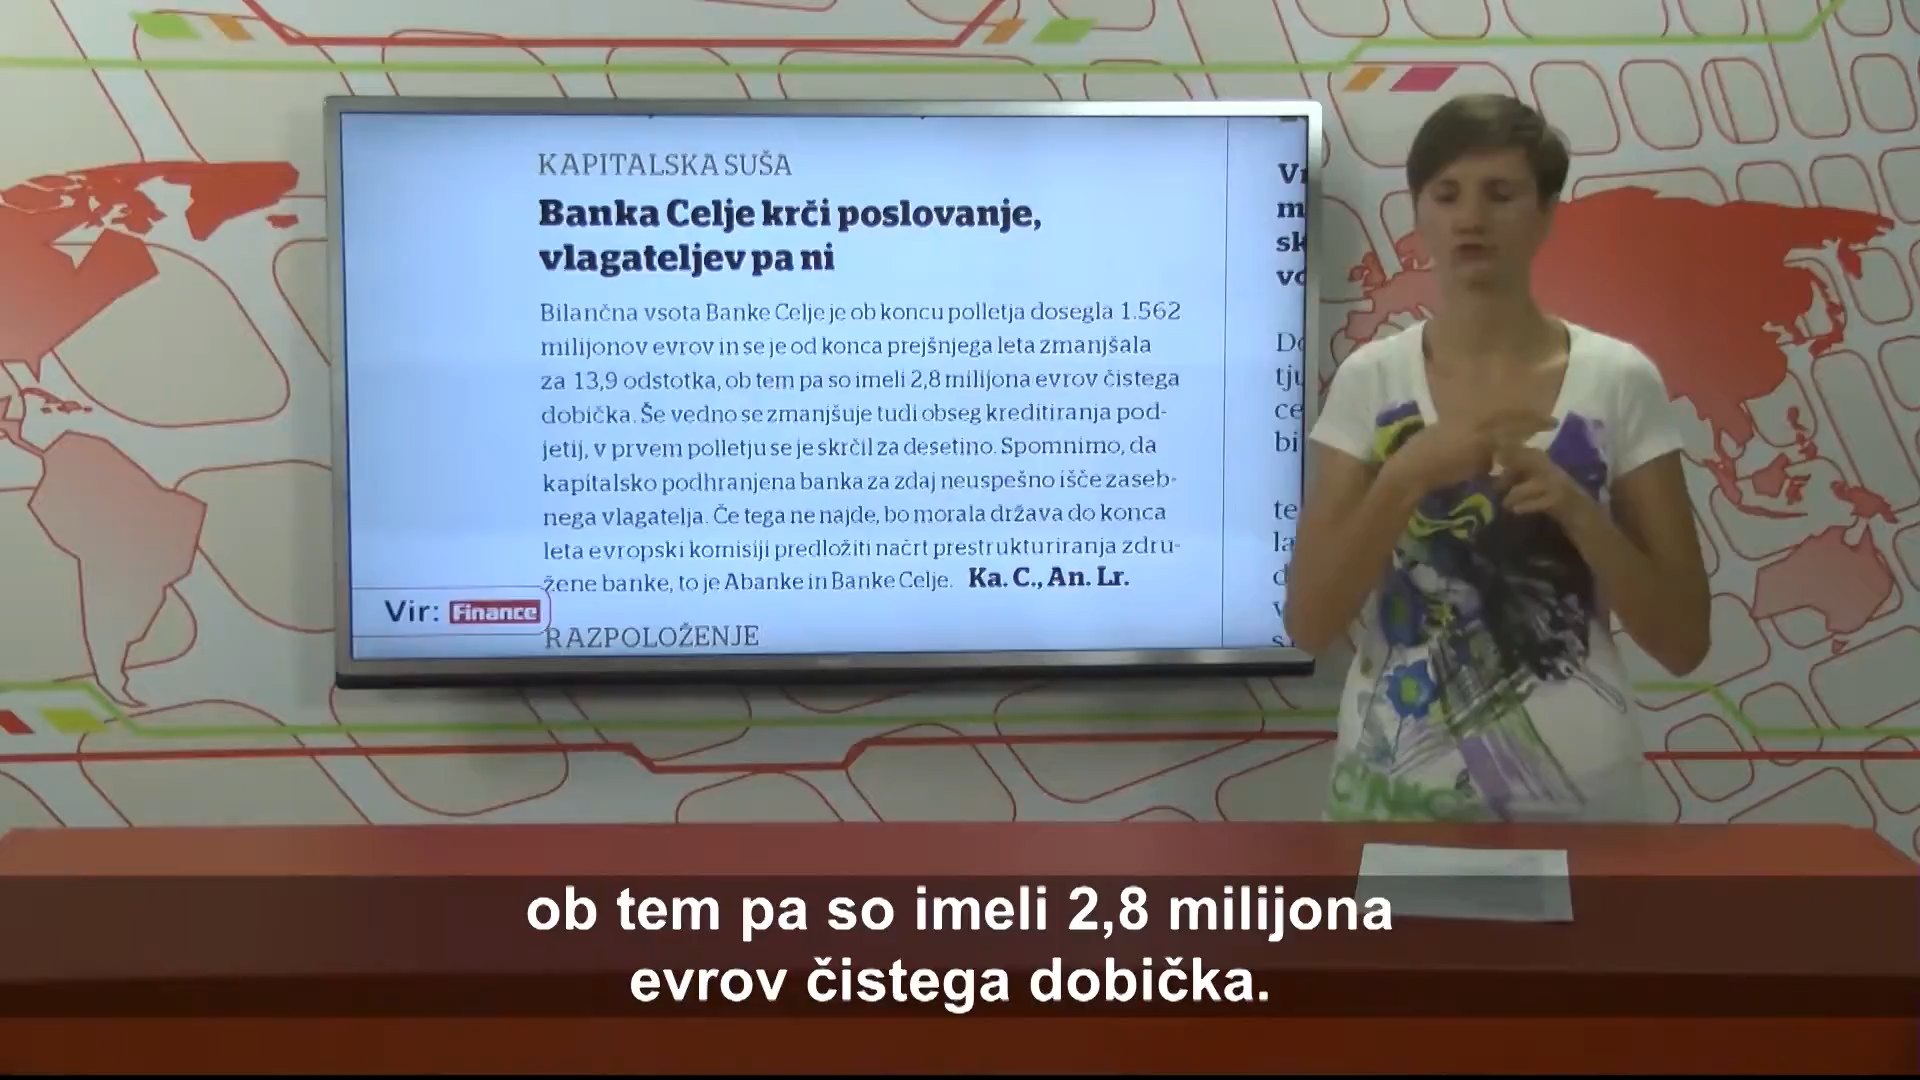 KAPITALSKA SUŠA
Banka Celje krči poslovanje,
vlagateljev pa ni
Bilančna vsota Banke Celje je ob koncu polletja dosegla 1.562
milijonov evrov in se je od konca prejšnjega leta zmanjšala
za 13,9 odstotka, ob tem pa so imeli 2,8 milijona evrov čistega
dobička. Še vedno se zmanjšuje tudi obseg kreditiranja pod-
jetij, v prvem polletju se je skrčil za desetino. Spomnimo, da
kapitalsko podhranjena banka za zdaj neuspešno išče zaseb-
nega vlagatelja. Če tega ne najde, bo morala država do konca
leta evropski komisiji predložiti načrt prestrukturiranja zdru-
žene banke, to je Abanke in Banke Celje. Ka. C., An. Lr.
Vir: Finance
RAZPOLOŽENJE
ob tem pa so imeli 2,8 milijona
evrov čistega dobička.